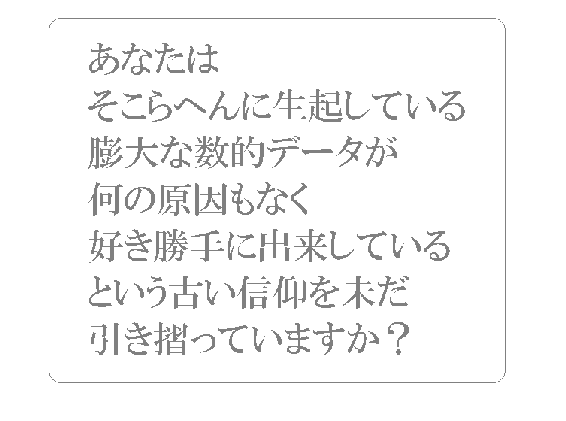 あなたは
そこらへんに生起している
膨大な数的データが
何の原因もなく
好き勝手に出来している
という古い信仰を未だ
引き摺っていますか？